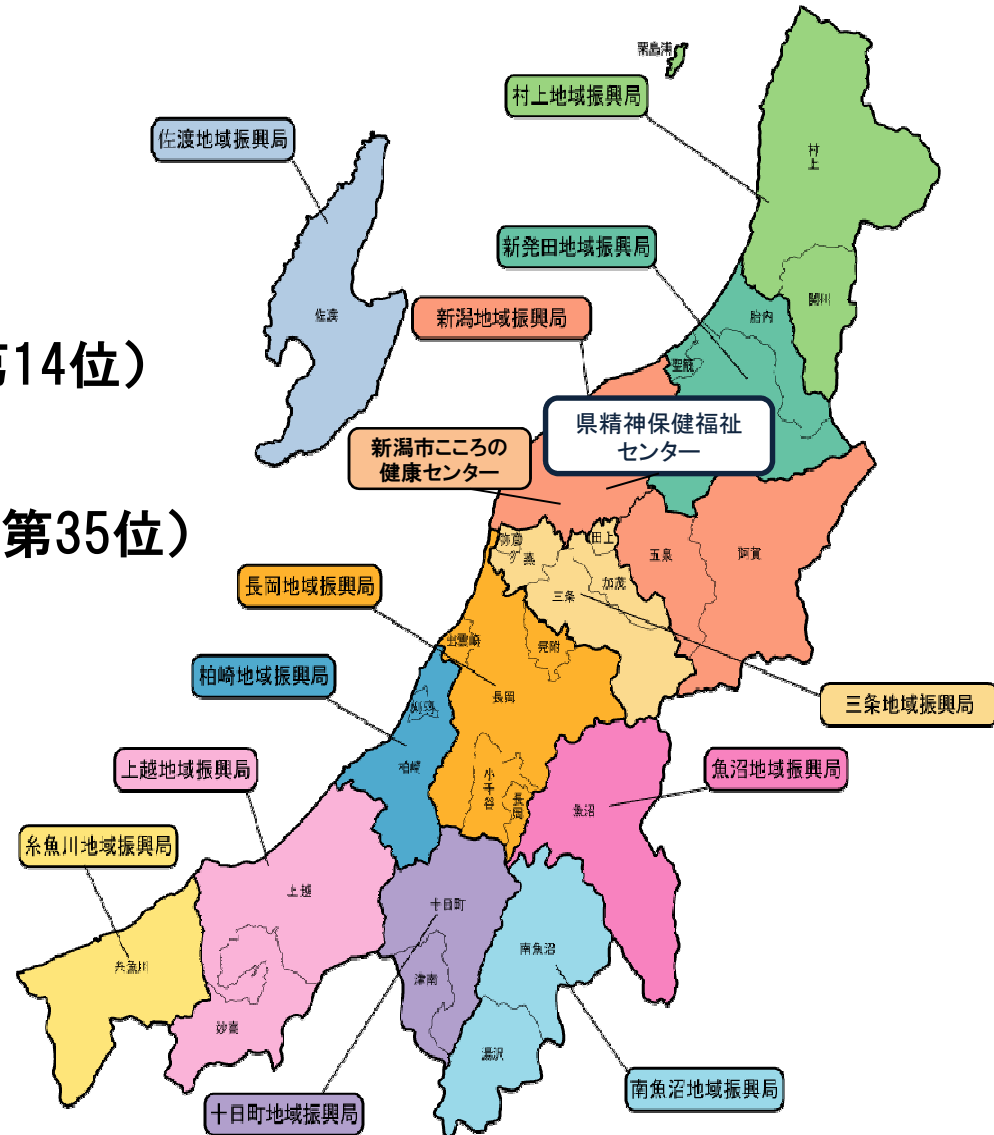 粟島浦
村上地域振興局
佐渡地域振興局
村上
新発田地域振興局
関川
佐渡
新潟地域振興局
胎内
聖籠
第14位）
県精神保健福祉
センター
新潟市こころの
健康センター
第35位）
弥彦
燕
田上
五泉
阿賀
加茂
三条
長岡地域振興局
出雲崎
見附
柏崎地域振興局
長岡
三条地域振興局
刈羽
上越地域振興局
柏崎
小千谷
長岡
魚沼地域振興局
魚沼
糸魚川地域振興局
上越
十日町
南魚沼
糸魚川
津南
妙高
湯沢
南魚沼地域振興局
十日町地域振興局